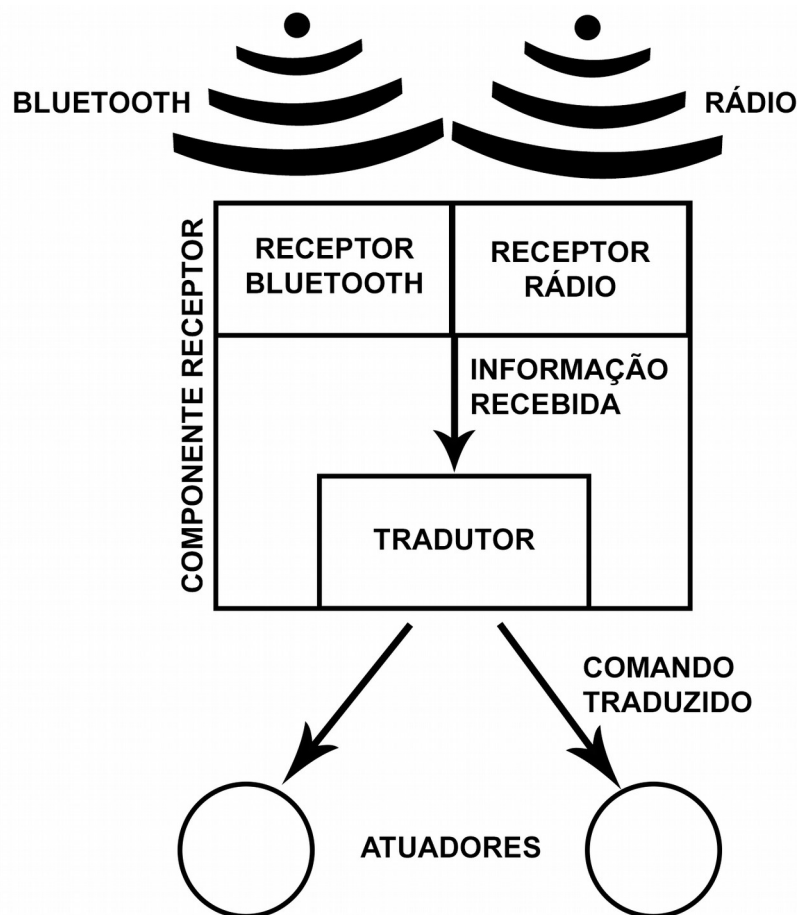 BLUETOOTH
RÁDIO
COMPONENTE RECEPTOR
RECEPTOR
BLUETOOTH
RECEPTOR
RÁDIO
INFORMAÇÃO
RECEBIDA
TRADUTOR
COMANDO
TRADUZIDO
ATUADORES